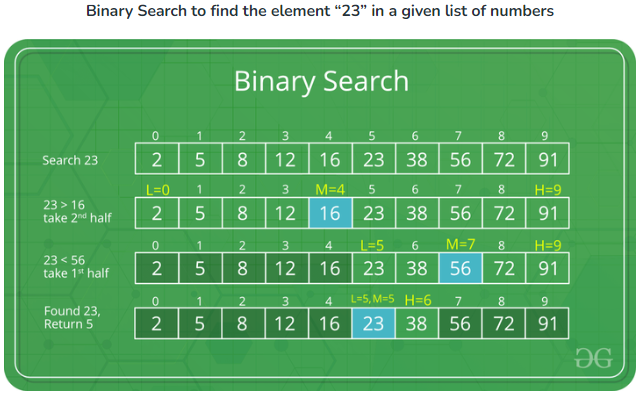 Binary Search to find the element “23” in a given list of numbers
Binary Search
0 1 2 3 4 5 6 7 8 9
Search 23 2 5 8 12 16 23 38 56 72 91
L=0 1 2 3 M=4 5 6 7 8 H=9
23 > 16
take 2nd half 2 5 8 12 16 23 38 56 72 91
0 1 2 3 4 L=5 6 M=7 8 H=9
23 < 56
take 1st half 2 5 8 12 16 23 38 56 72 91
0 1 2 3 4 L=5,M=5 H=6 7 8 9
Found 23,
Return 5 2 5 8 12 16 23 38 56 72 91